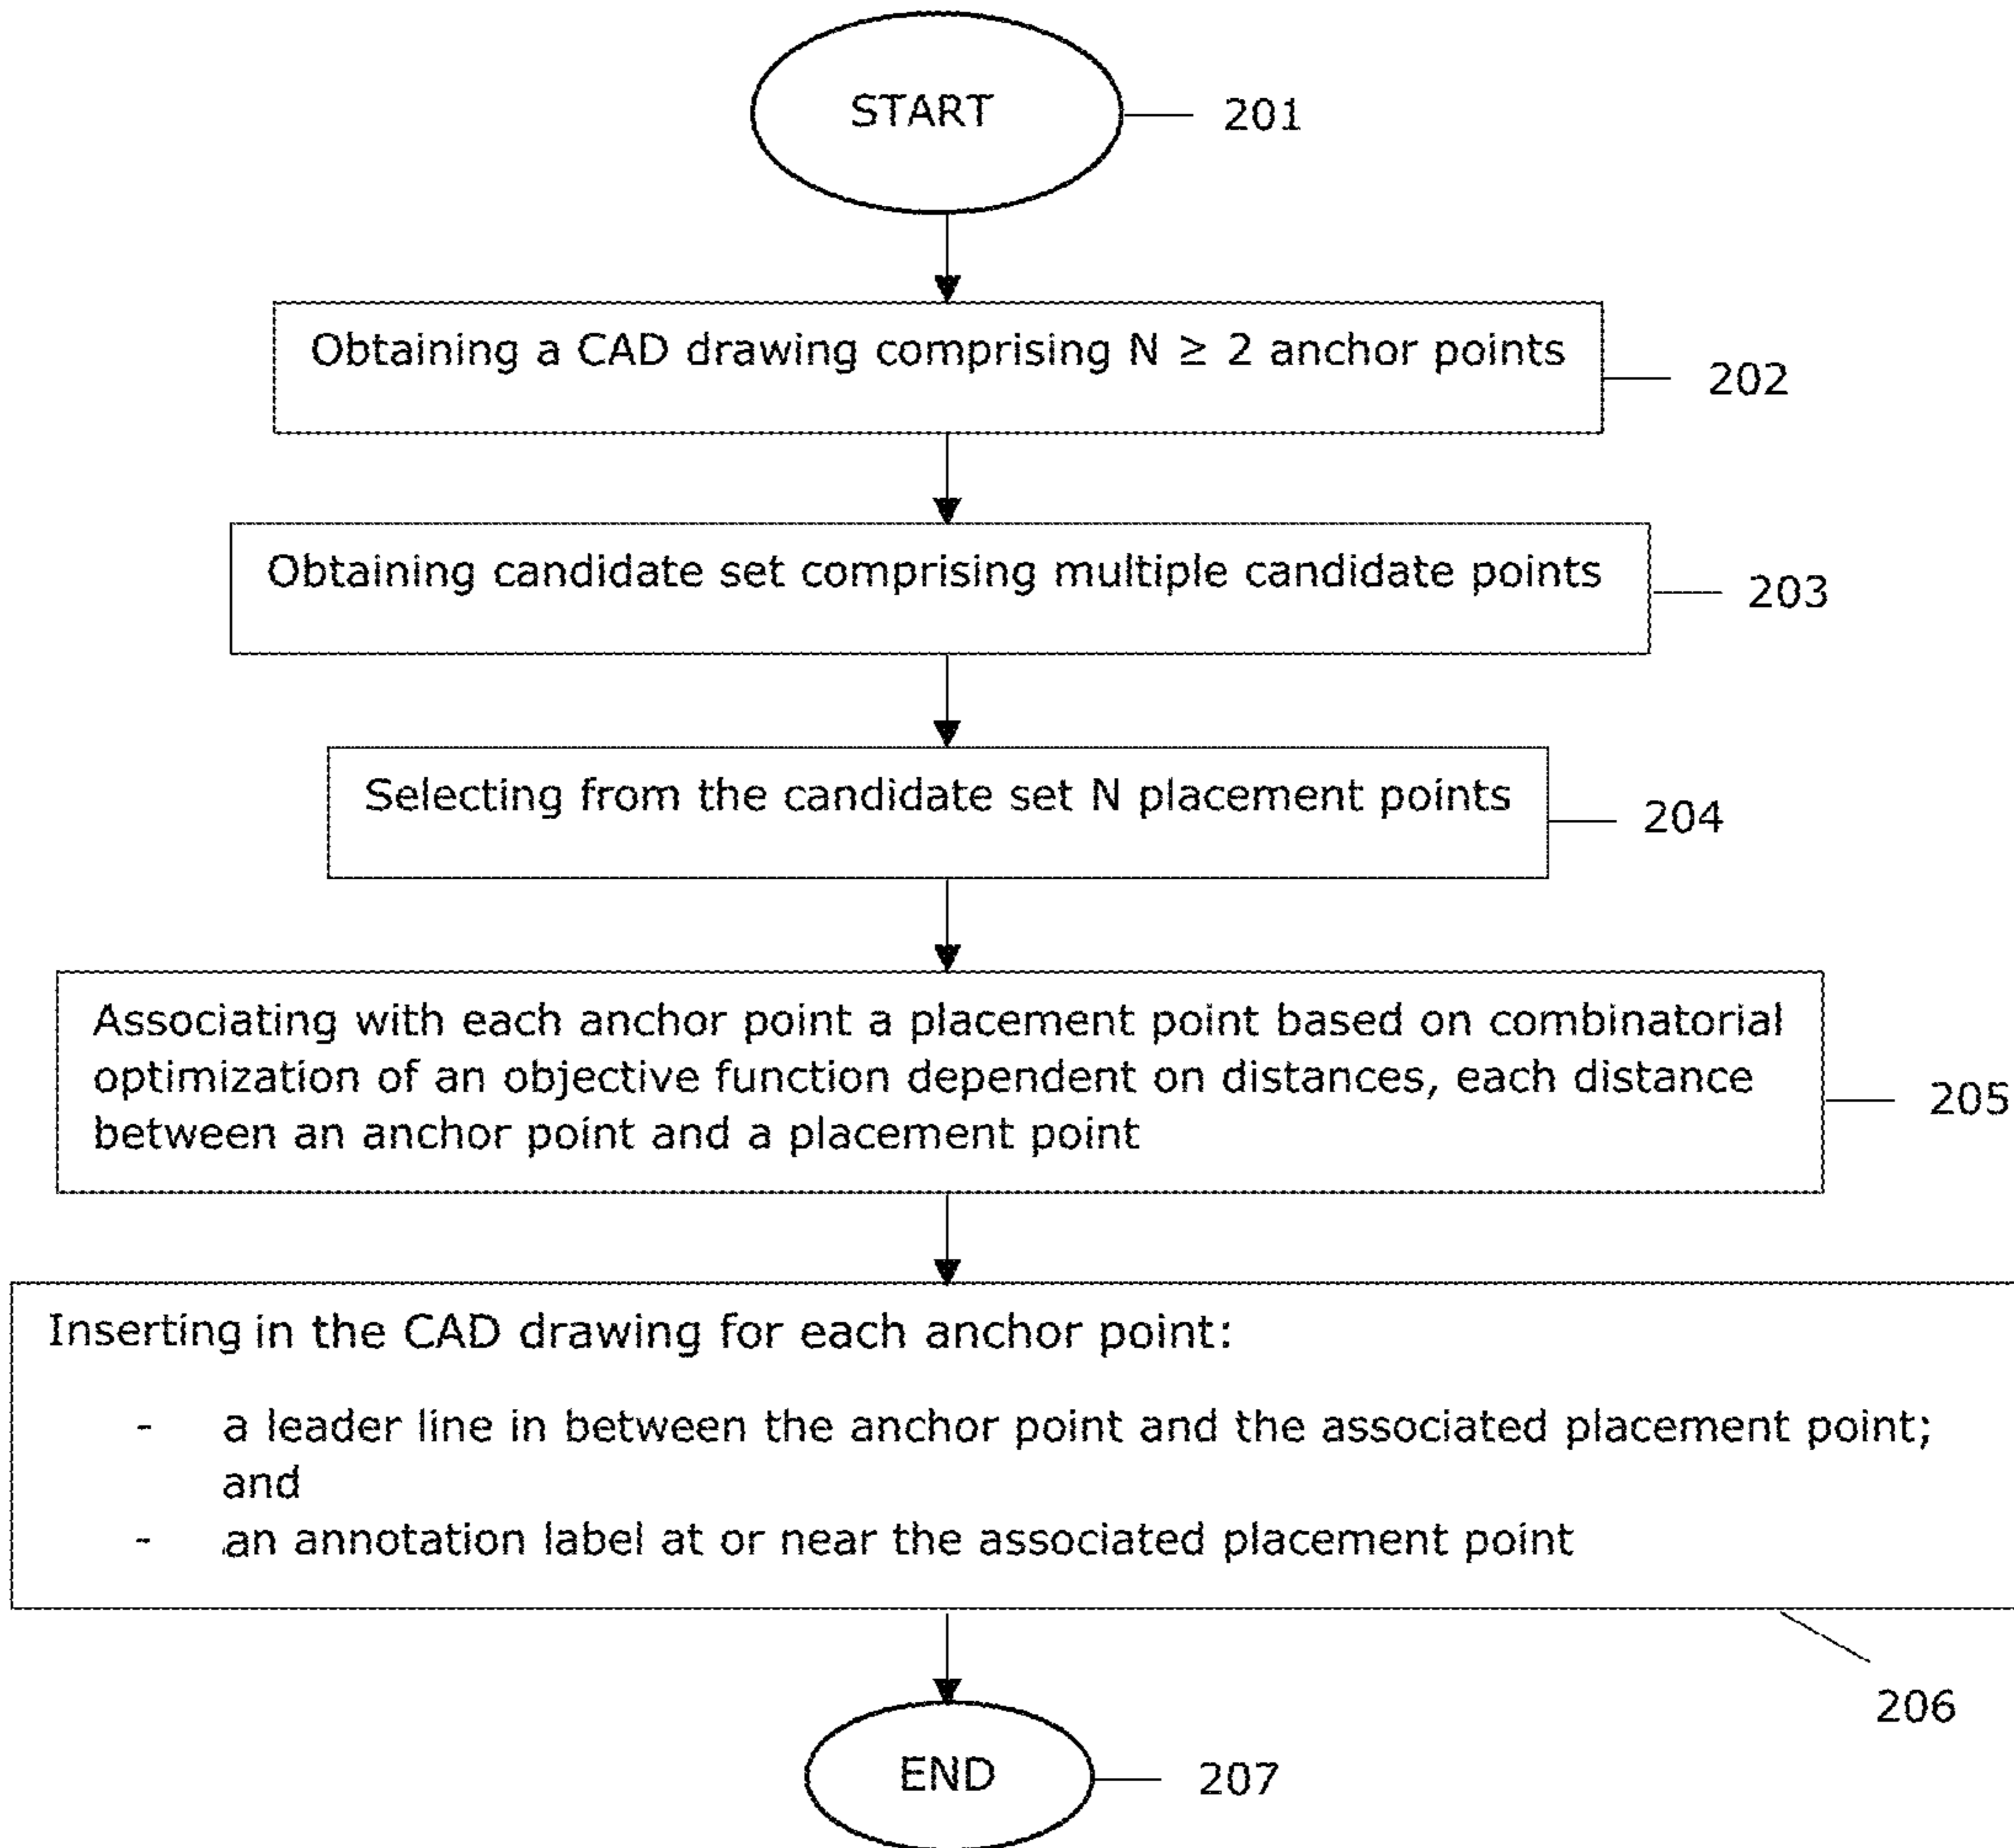 START
201
Obtaining a CAD drawing comprising N ≥ 2 anchor points
202
Obtaining candidate set comprising multiple candidate points
203
Selecting from the candidate set N placement points
204
Associating with each anchor point a placement point based on combinatorial
optimization of an objective function dependent on distances, each distance
between an anchor point and a placement point
205
Inserting in the CAD drawing for each anchor point:
- a leader line in between the anchor point and the associated placement point;
and
- an annotation label at or near the associated placement point
206
END
207